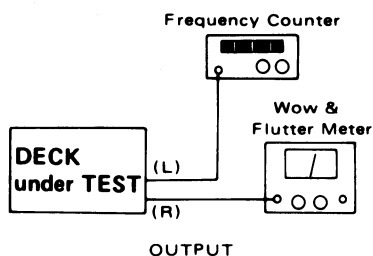 Frequency Counter
Wow &
Flutter Meter
DECK
under TEST
(L)
(R)
OUTPUT